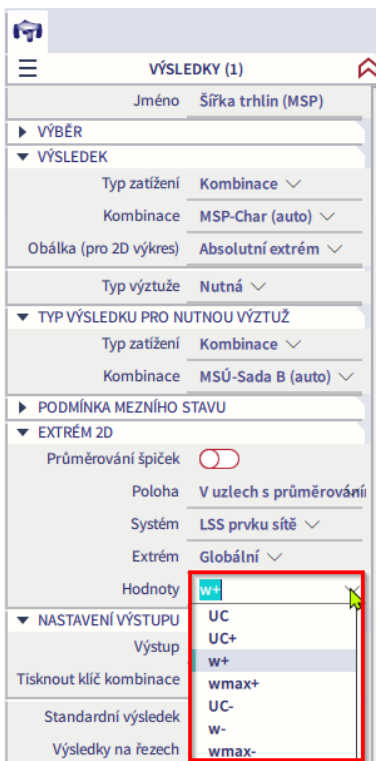 VÝSLEDKY (1)
Jméno Šířka trhlin (MSP)
VÝBĚR
VÝSLEDEK
Typ zatížení Kombinace
Kombinace MSP-Char (auto)
Obálka (pro 2D výkres) Absolutní extrém
Typ výztuže Nutná
TYP VÝSLEDKU PRO NUTNOU VÝZTUŽ
Typ zatížení Kombinace
Kombinace MSÚ-Sada B (auto)
PODMÍNKA MEZNÍHO STAVU
EXTRÉM 2D
Průměrování špiček
Poloha V uzlech s průměrování
Systém LSS prvku sítě
Extrém Globální
Hodnoty w+
NASTAVENÍ VÝSTUPU UC
Výstup UC+
w+
Tisknout klíč kombinace wmax+
Standardní výsledek UC-
w-
Výsledky na řezech wmax-